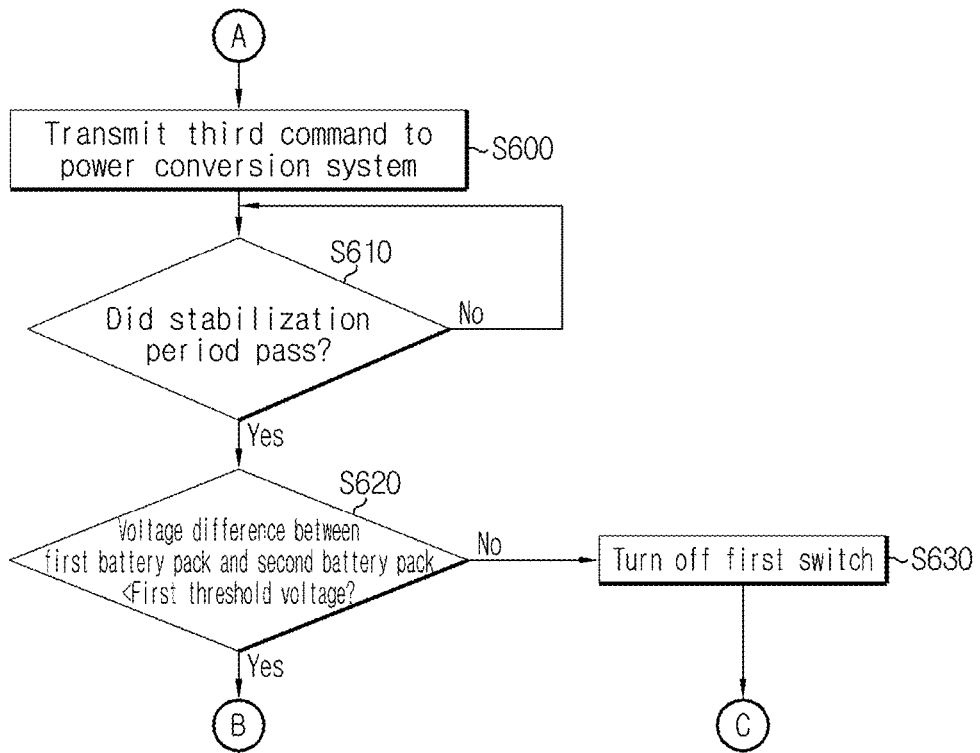 A
Transmit third command to
power conversion system
S600
S610
Did stabilization
period pass?
No
Yes
S620
Voltage difference between
first battery pack and second battery pack
<First threshold voltage?
No
Turn off first switch
S630
Yes
B
C